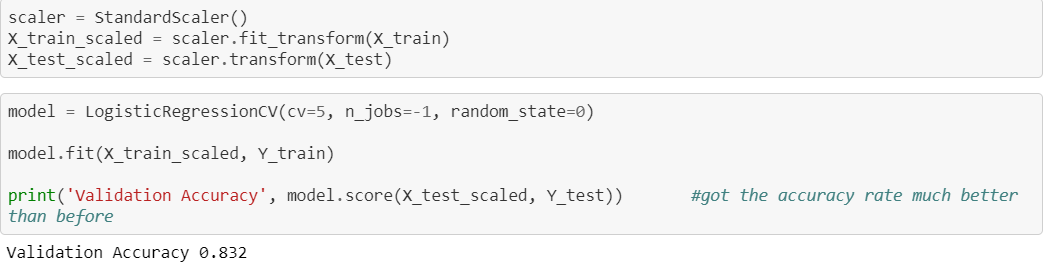 scaler = StandardScaler()
X_train_scaled = scaler.fit_transform(X_train)
X_test_scaled = scaler.transform(X_test)
model = LogisticRegressionCV(cv=5, n_jobs=-1, random_state=0)
model.fit(X_train_scaled, Y_train)
print('Validation Accuracy', model.score(X_test_scaled, Y_test))       #got the accuracy rate much better
than before
Validation Accuracy 0.832